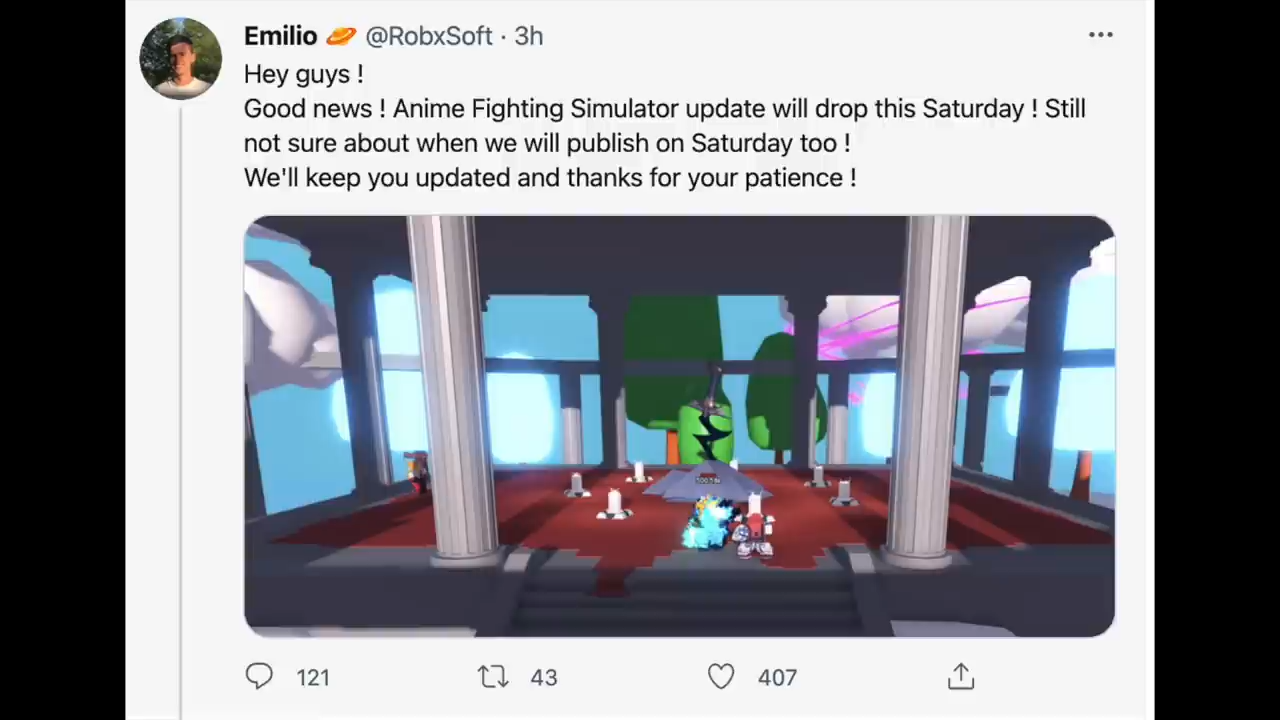 Emilio 🪐 @RobxSoft · 3h
Hey guys !
Good news ! Anime Fighting Simulator update will drop this Saturday ! Still
not sure about when we will publish on Saturday too !
We'll keep you updated and thanks for your patience !
121 43 407